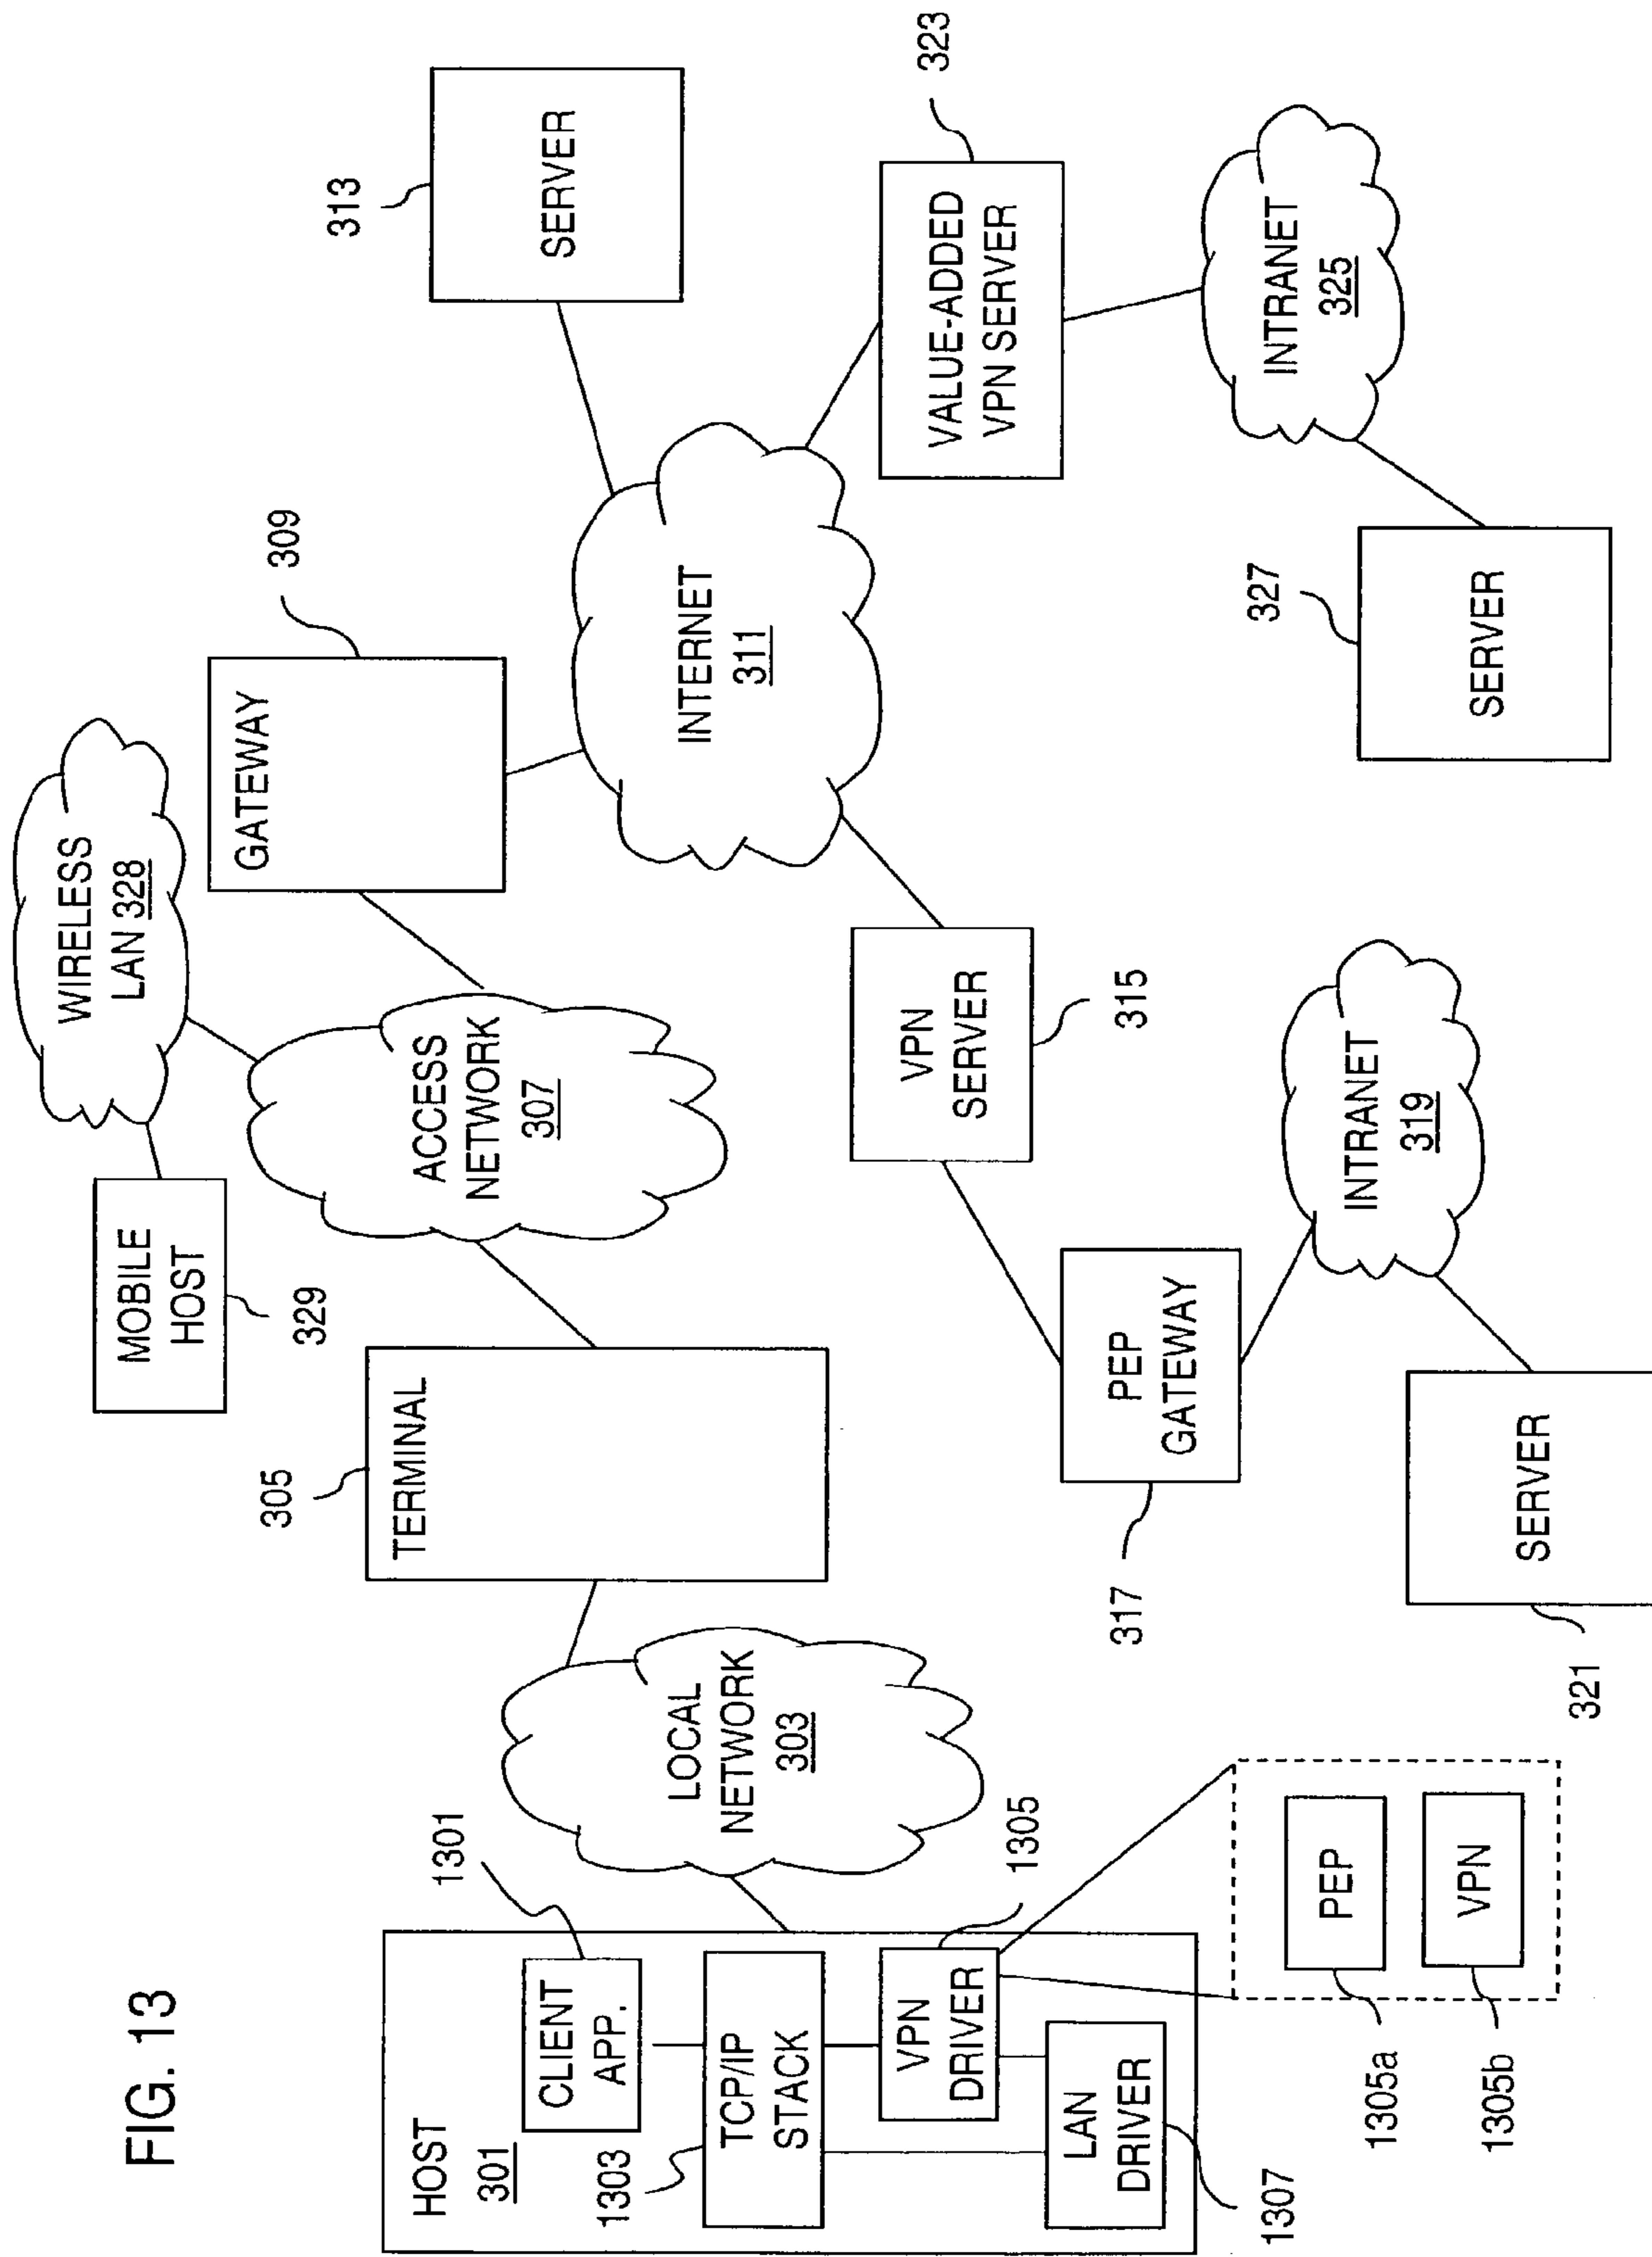 FIG. 13
HOST
301
CLIENT
APP.
1301
TCP/IP
STACK
1303
VPN
DRIVER
1305
LAN
DRIVER
1307
PEP
1305a
VPN
1305b
LOCAL
NETWORK
303
TERMINAL
305
MOBILE
HOST
329
WIRELESS
LAN 328
ACCESS
NETWORK
307
GATEWAY
309
INTERNET
311
SERVER
313
VPN
SERVER
315
PEP
GATEWAY
317
INTRANET
319
SERVER
321
VALUE-ADDED
VPN SERVER
323
INTRANET
325
SERVER
327